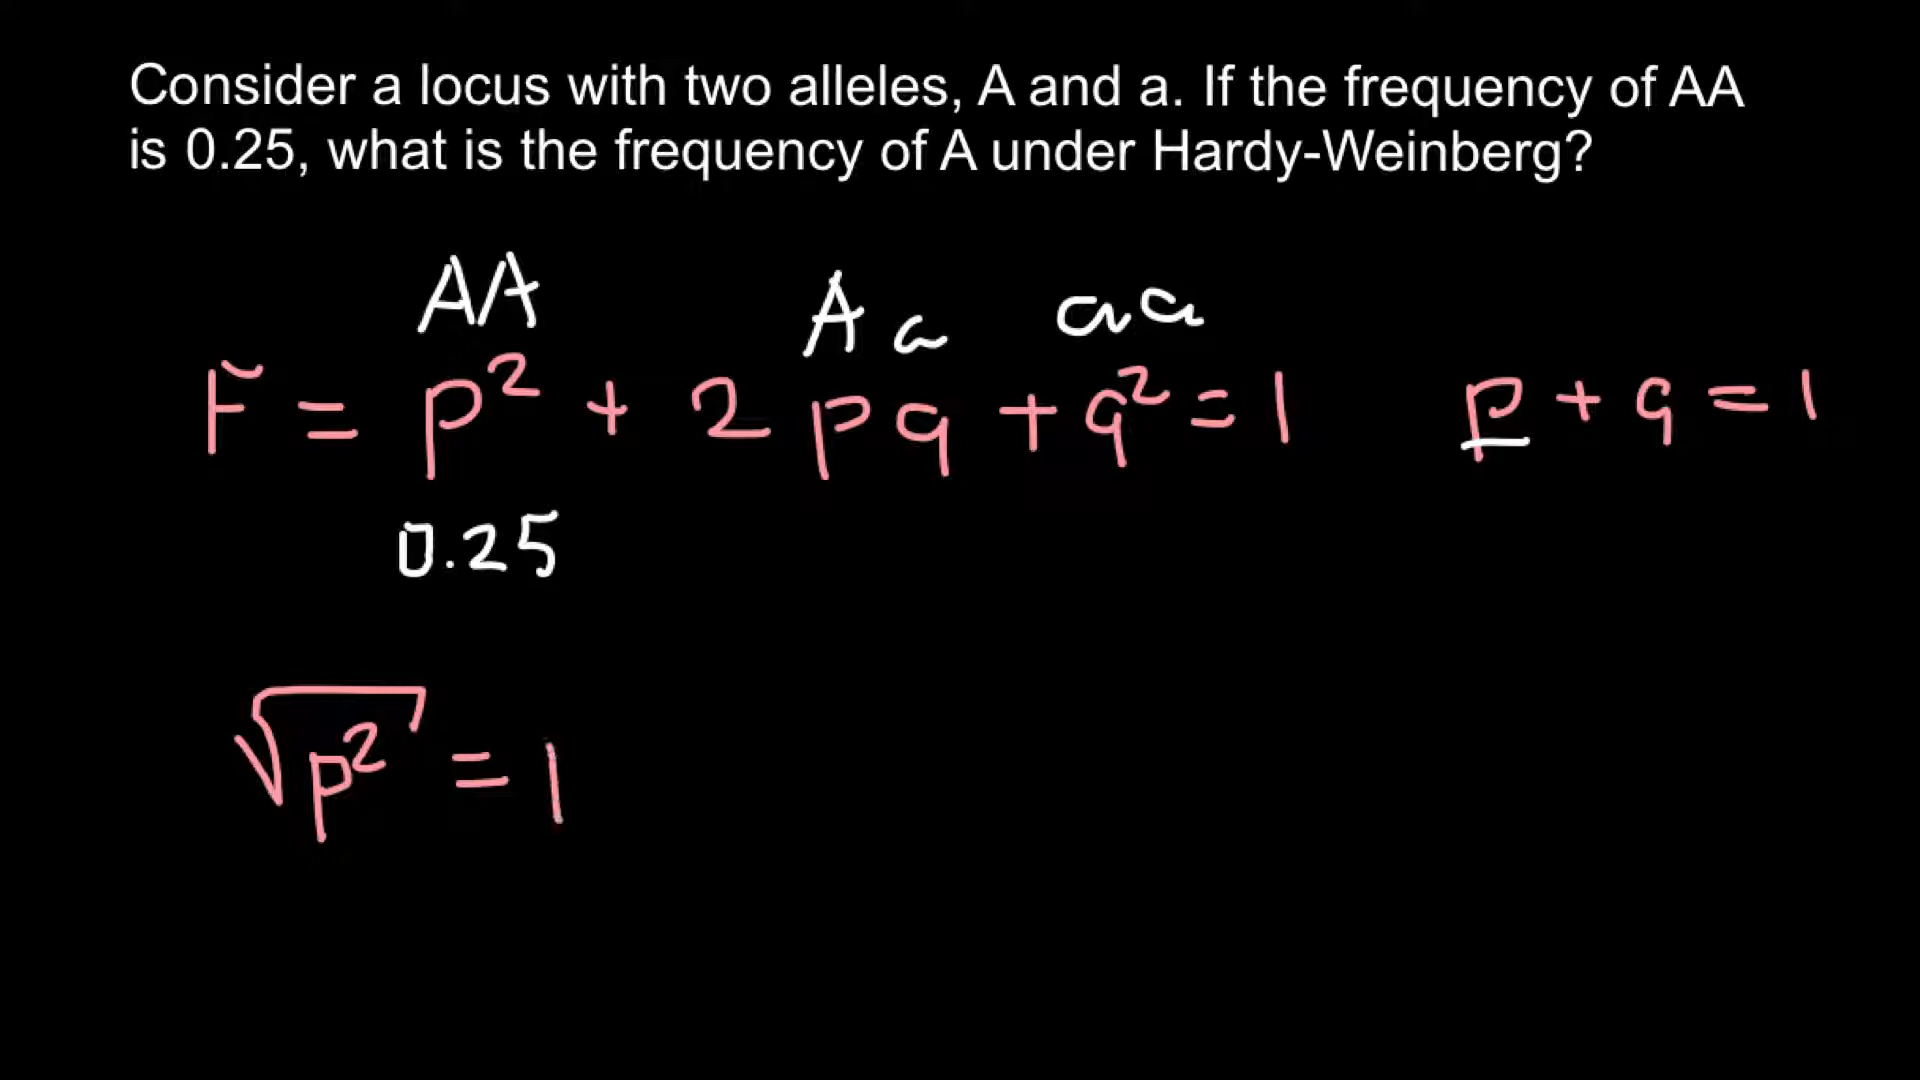 Consider a locus with two alleles, A and a. If the frequency of AA
is 0.25, what is the frequency of A under Hardy-Weinberg?
AA Aa aa
F = p² + 2pq + q² = 1 p + q = 1
0.25
√p² = 1